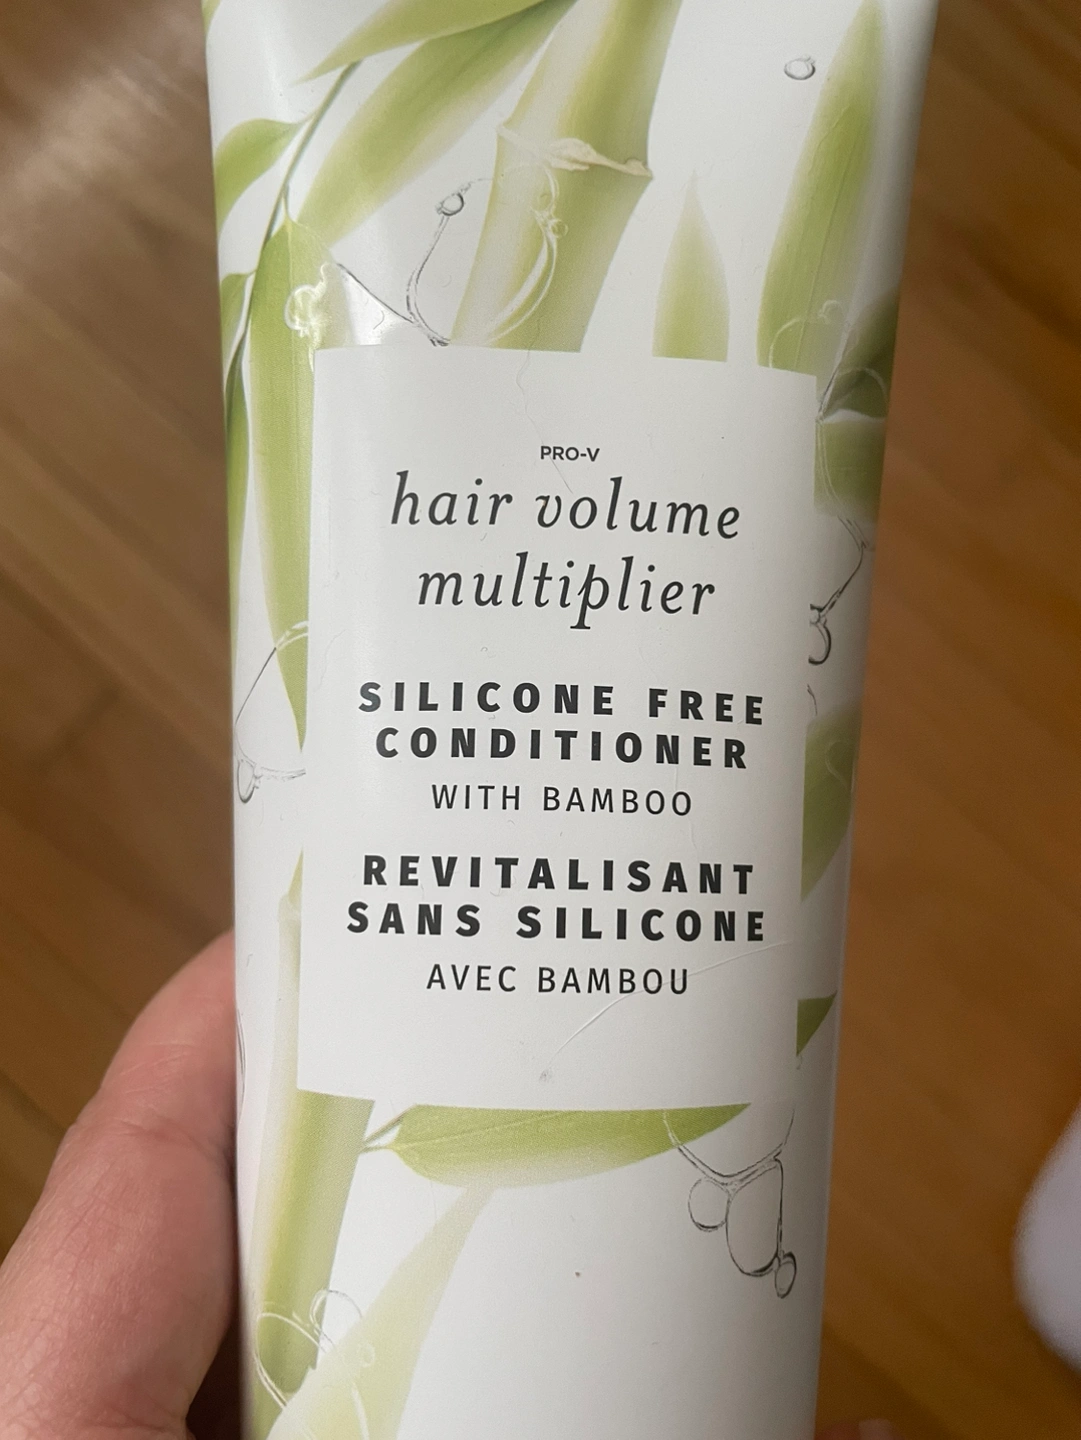 PRO-V
hair volume
multiplier
SILICONE FREE
CONDITIONER
WITH BAMBOO
REVITALISANT
SANS SILICONE
AVEC BAMBOU